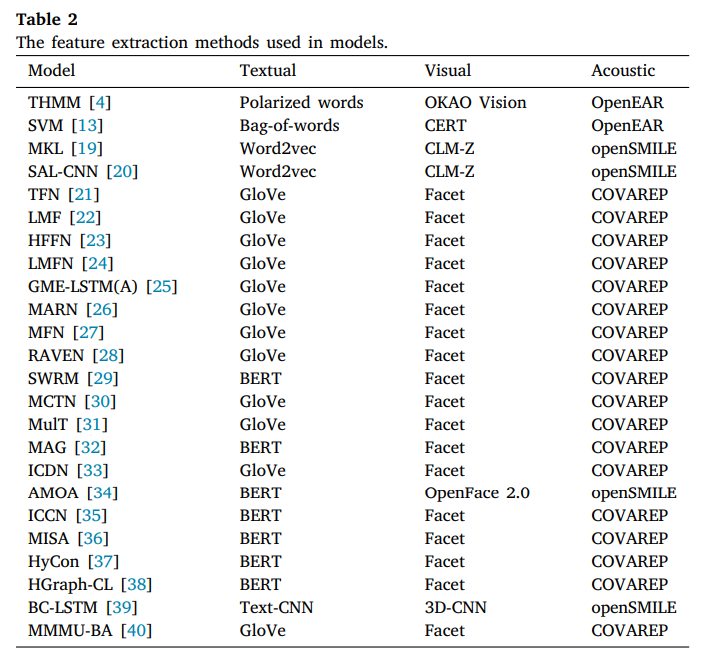 Table 2
The feature extraction methods used in models.
Model Textual Visual Acoustic
THMM [4] Polarized words OKAO Vision OpenEAR
SVM [13] Bag-of-words CERT OpenEAR
MKL [19] Word2vec CLM-Z openSMILE
SAL-CNN [20] Word2vec CLM-Z openSMILE
TFN [21] GloVe Facet COVAREP
LMF [22] GloVe Facet COVAREP
HFFN [23] GloVe Facet COVAREP
LMFN [24] GloVe Facet COVAREP
GME-LSTM(A) [25] GloVe Facet COVAREP
MARN [26] GloVe Facet COVAREP
MFN [27] GloVe Facet COVAREP
RAVEN [28] GloVe Facet COVAREP
SWRM [29] BERT Facet COVAREP
MCTN [30] GloVe Facet COVAREP
MulT [31] GloVe Facet COVAREP
MAG [32] BERT Facet COVAREP
ICDN [33] GloVe Facet COVAREP
AMOA [34] BERT OpenFace 2.0 openSMILE
ICCN [35] BERT Facet COVAREP
MISA [36] BERT Facet COVAREP
HyCon [37] BERT Facet COVAREP
HGraph-CL [38] BERT Facet COVAREP
BC-LSTM [39] Text-CNN 3D-CNN openSMILE
MMMU-BA [40] GloVe Facet COVAREP